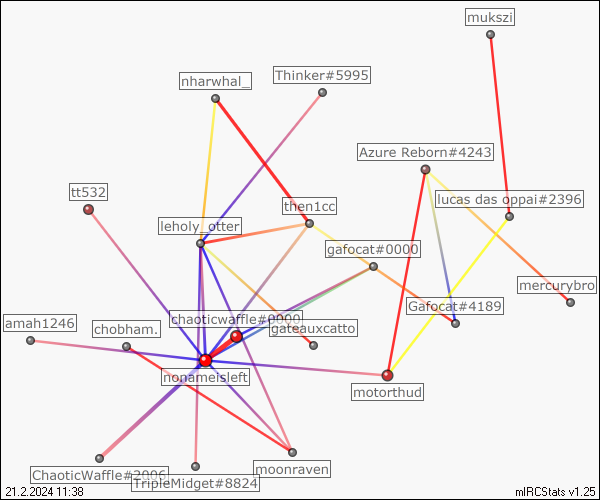 mukszi
Thinker#5995
nharwhal_
Azure Reborn#4243
tt532
lucas das oppai#2396
then1cc
leholy_otter
gafocat#0000
mercurybro
Gafocat#4189
chaoticwaffle#0000
amah1246
chobham.
gateauxcatto
nonameisleft
motorthud
moonraven
ChaoticWaffle#2006
TripleMidget#8824
21.2.2024 11:38
mIRCStats v1.25